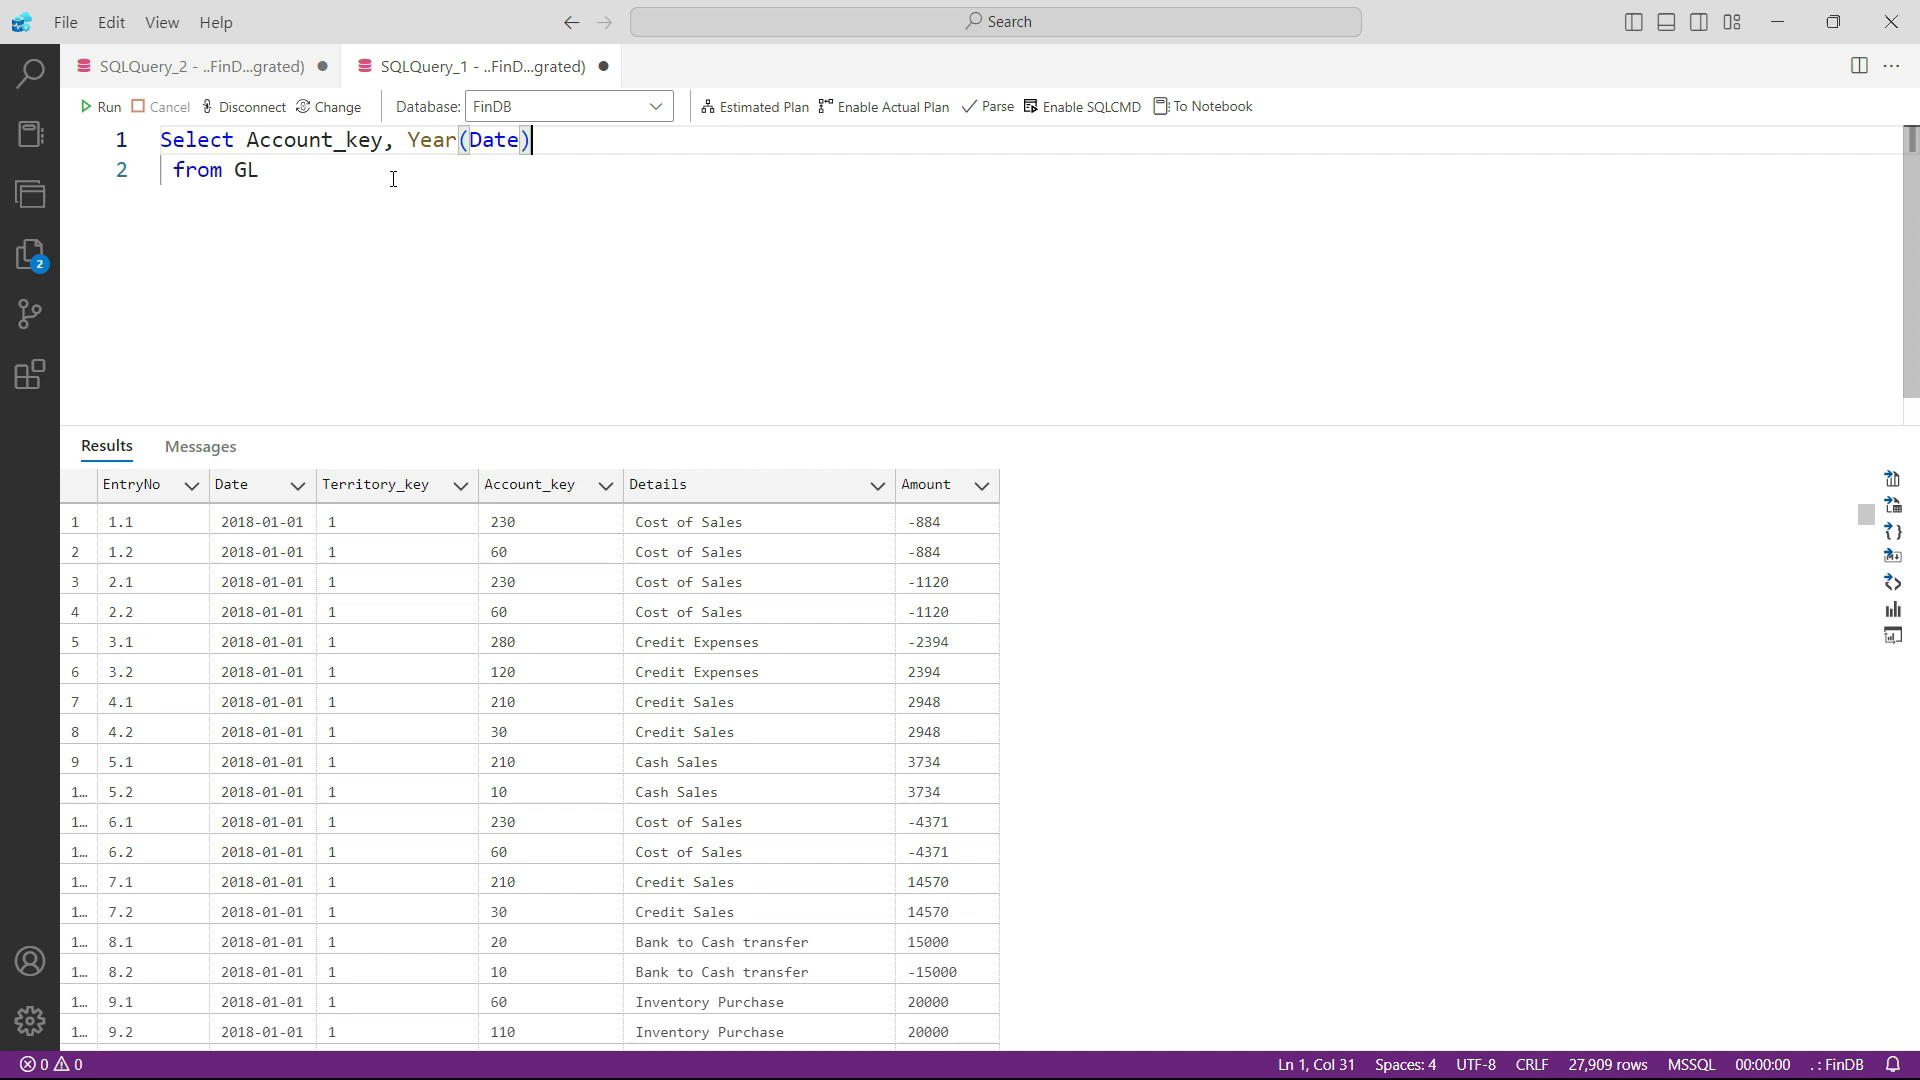 File Edit View Help Search
SQLQuery_2 - ..FinD...grated) SQLQuery_1 - ..FinD...grated)
Run Cancel Disconnect Change Database: FinDB Estimated Plan Enable Actual Plan Parse Enable SQLCMD To Notebook
1 Select Account_key, Year(Date)
2 from GL
2
Results Messages
EntryNo Date Territory_key Account_key Details Amount
1 1.1 2018-01-01 1 230 Cost of Sales -884
2 1.2 2018-01-01 1 60 Cost of Sales -884
3 2.1 2018-01-01 1 230 Cost of Sales -1120
4 2.2 2018-01-01 1 60 Cost of Sales -1120
5 3.1 2018-01-01 1 280 Credit Expenses -2394
6 3.2 2018-01-01 1 120 Credit Expenses 2394
7 4.1 2018-01-01 1 210 Credit Sales 2948
8 4.2 2018-01-01 1 30 Credit Sales 2948
9 5.1 2018-01-01 1 210 Cash Sales 3734
1… 5.2 2018-01-01 1 10 Cash Sales 3734
1… 6.1 2018-01-01 1 230 Cost of Sales -4371
1… 6.2 2018-01-01 1 60 Cost of Sales -4371
1… 7.1 2018-01-01 1 210 Credit Sales 14570
1… 7.2 2018-01-01 1 30 Credit Sales 14570
1… 8.1 2018-01-01 1 20 Bank to Cash transfer 15000
1… 8.2 2018-01-01 1 10 Bank to Cash transfer -15000
1… 9.1 2018-01-01 1 60 Inventory Purchase 20000
1… 9.2 2018-01-01 1 110 Inventory Purchase 20000
0 0 Ln 1, Col 31 Spaces: 4 UTF-8 CRLF 27,909 rows MSSQL 00:00:00 . : FinDB